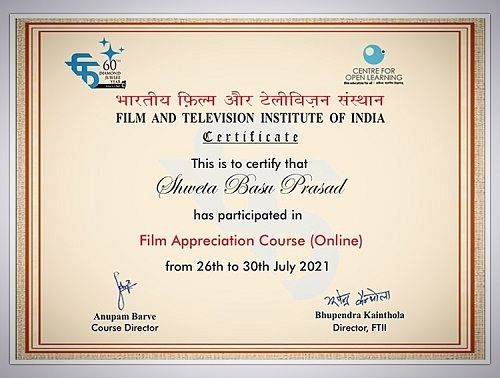 60
DIAMOND
JUBILEE
YEAR
CENTRE FOR
OPEN LEARNING
भारतीय फ़िल्म और टेलीविज़न संस्थान
FILM AND TELEVISION INSTITUTE OF INDIA
Certificate
This is to certify that
Shweta Basu Prasad
has participated in
Film Appreciation Course (Online)
from 26th to 30th July 2021
भूपेन्द्र कैन्थोला
Anupam Barve
Course Director
Bhupendra Kainthola
Director, FTII